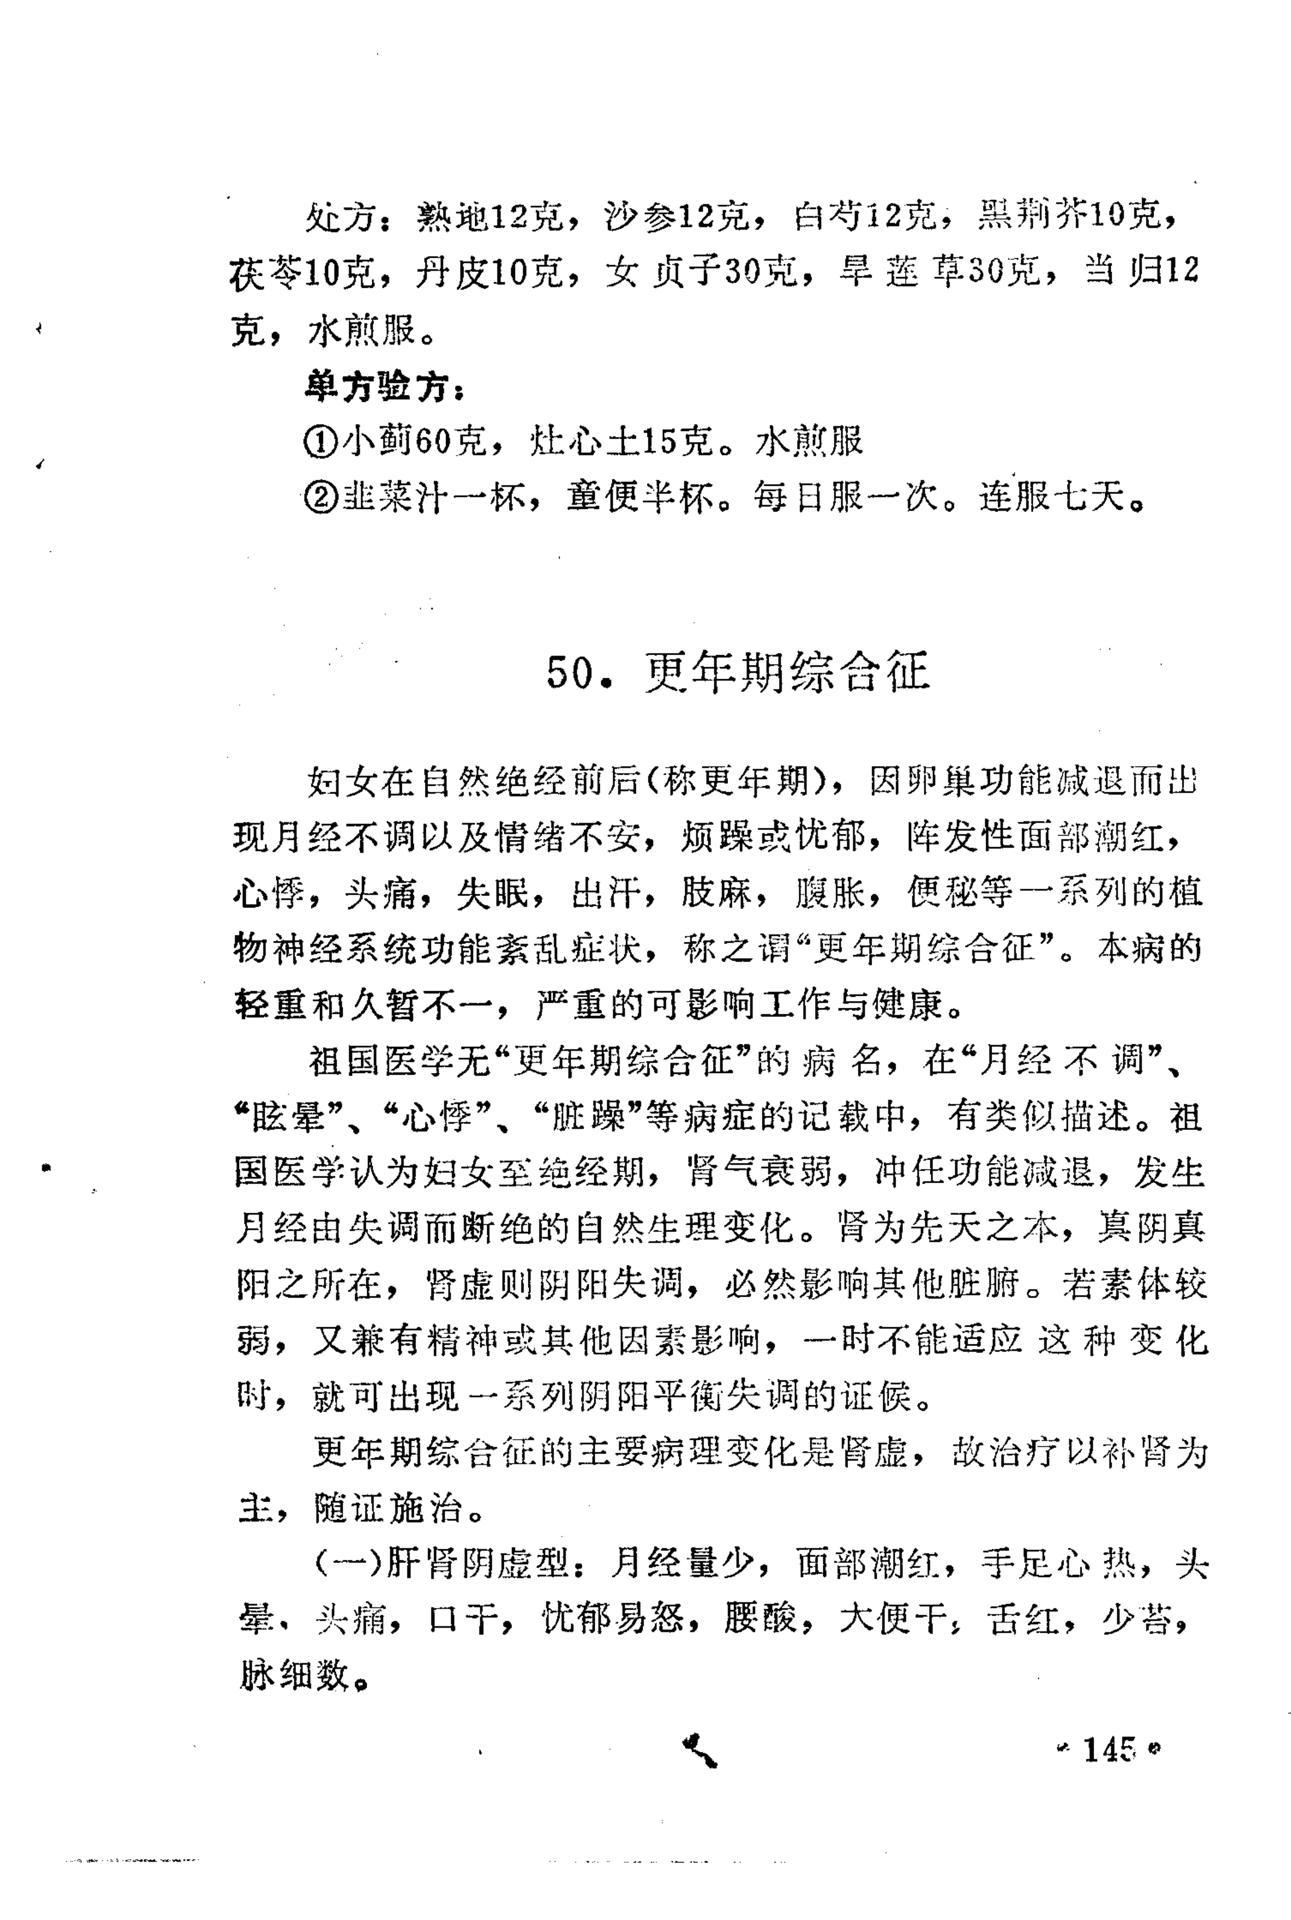 处方：熟地12克，沙参12克，白芍12克，黑荆芥10克，
茯苓10克，丹皮10克，女贞子30克，旱莲草30克，当归12
克，水煎服。
单方验方：
①小蓟60克，灶心土15克。水煎服
②韭菜汁一杯，童便半杯。每日服一次。连服七天。
50．更年期综合征
妇女在自然绝经前后(称更年期)，因卵巢功能减退而出
现月经不调以及情绪不安，烦躁或忧郁，阵发性面部潮红，
心悸，头痛，失眠，出汗，肢麻，腹胀，便秘等一系列的植
物神经系统功能紊乱症状，称之谓“更年期综合征”。本病的
轻重和久暂不一，严重的可影响工作与健康。
祖国医学无“更年期综合征”的病名，在“月经不调”、
“眩晕”、“心悸”、“脏躁”等病症的记载中，有类似描述。祖
国医学认为妇女至绝经期，肾气衰弱，冲任功能减退，发生
月经由失调而断绝的自然生理变化。肾为先天之本，真阴真
阳之所在，肾虚则阴阳失调，必然影响其他脏腑。若素体较
弱，又兼有精神或其他因素影响，一时不能适应这种变化
时，就可出现一系列阴阳平衡失调的证候。
更年期综合征的主要病理变化是肾虚，故治疗以补肾为
主，随证施治。
(一)肝肾阴虚型：月经量少，面部潮红，手足心热，头
晕、头痛，口干，忧郁易怒，腰酸，大便干；舌红，少苔，
脉细数。
·145·